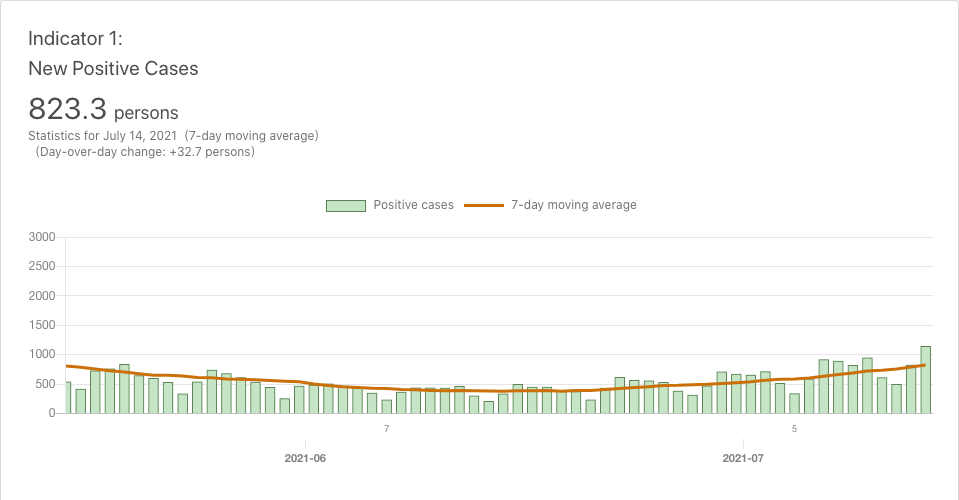 Indicator 1:
New Positive Cases
823.3 persons
Statistics for July 14, 2021 (7-day moving average)
(Day-over-day change: +32.7 persons)
Positive cases 7-day moving average
3000
2500
2000
1500
1000
500
0
7 5
2021-06 2021-07